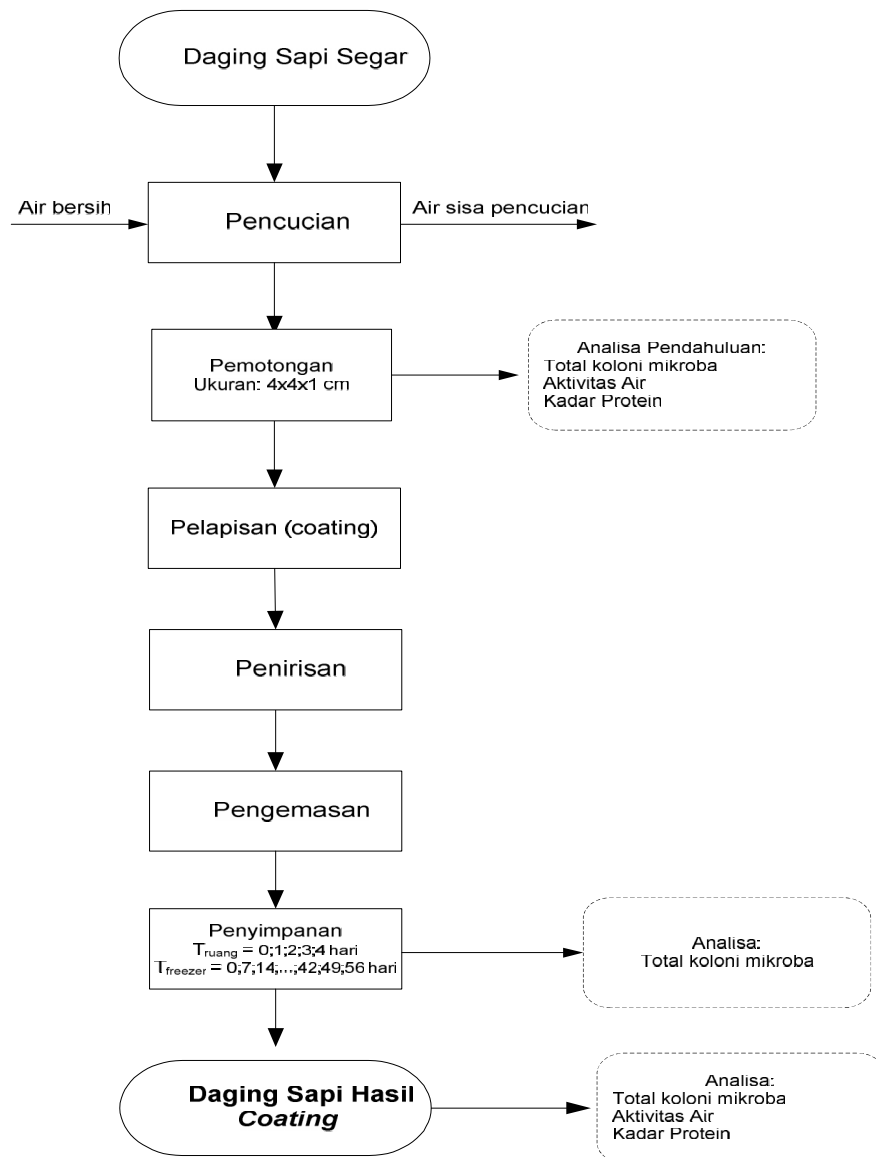 Daging Sapi Segar
Air bersih
Pencucian
Air sisa pencucian
Pemotongan
Ukuran: 4x4x1 cm
Analisa Pendahuluan:
Total koloni mikroba
Aktivitas Air
Kadar Protein
Pelapisan (coating)
Penirisan
Pengemasan
Penyimpanan
Truang = 0;1;2;3;4 hari
Tfreezer = 0;7;14;...;42;49;56 hari
Analisa:
Total koloni mikroba
Daging Sapi Hasil
Coating
Analisa:
Total koloni mikroba
Aktivitas Air
Kadar Protein